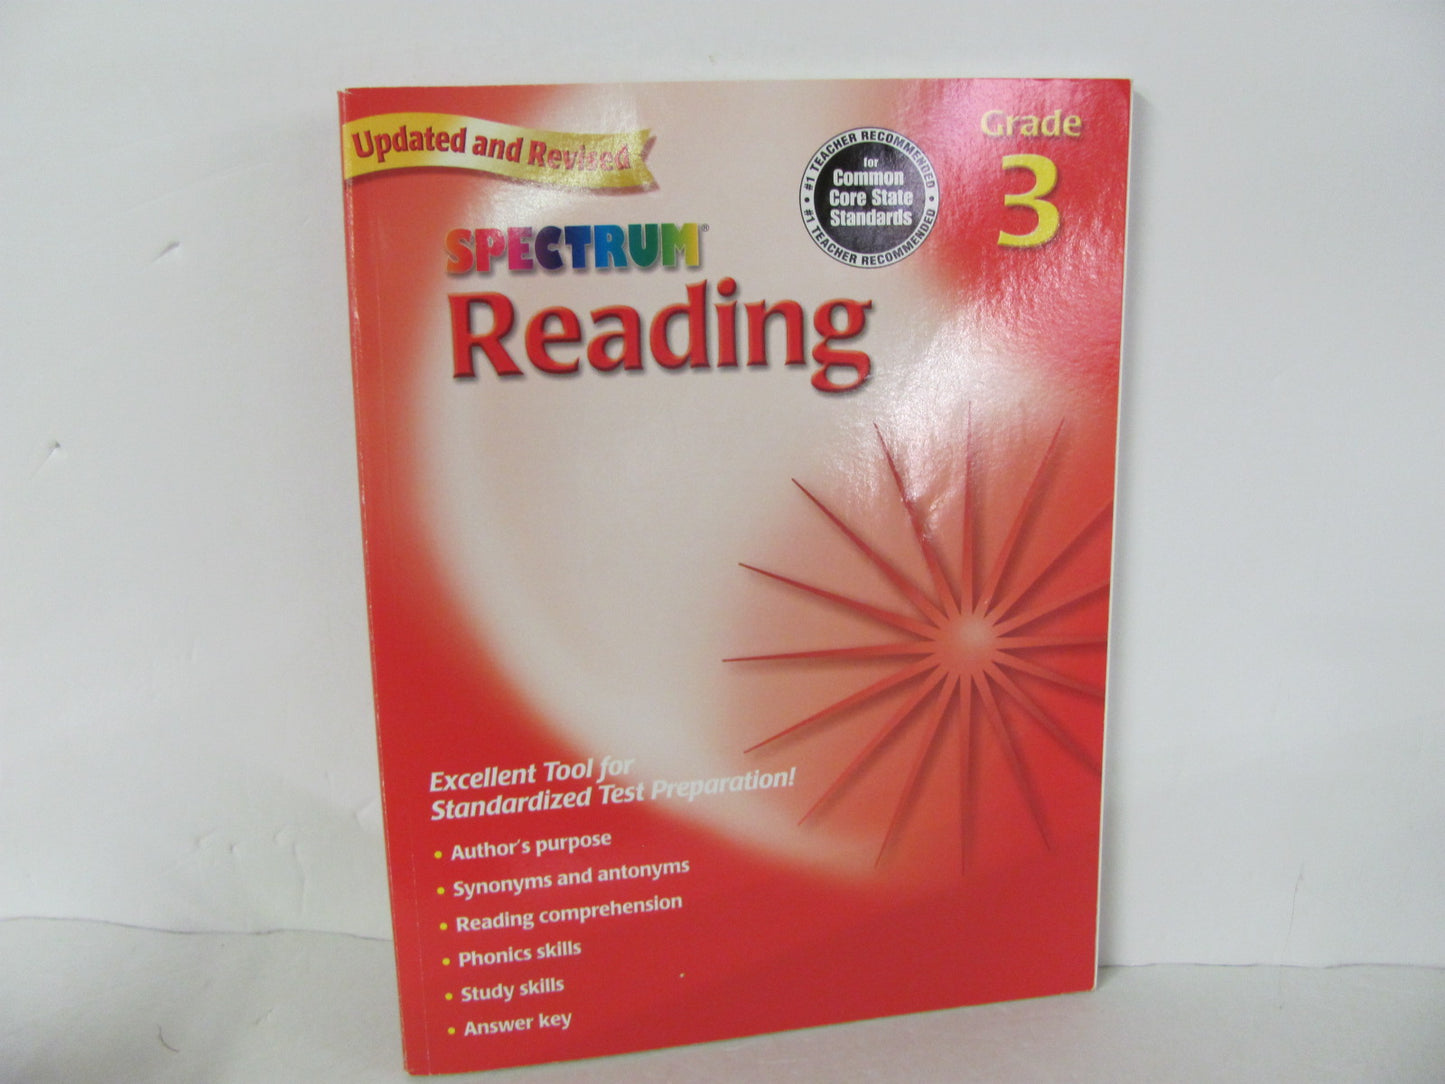 Updated and Revised
#1 TEACHER RECOMMENDED
for
Common
Core State
Standards
#1 TEACHER RECOMMENDED
Grade
3
SPECTRUM®
Reading
Excellent Tool for
Standardized Test Preparation!
• Author's purpose
• Synonyms and antonyms
• Reading comprehension
• Phonics skills
• Study skills
• Answer key